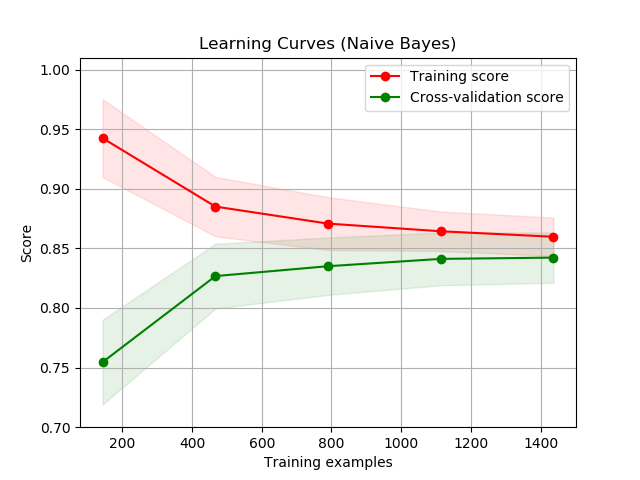 Learning Curves (Naive Bayes)
Training score
Cross-validation score
Score
1.00
0.95
0.90
0.85
0.80
0.75
0.70
200 400 600 800 1000 1200 1400
Training examples